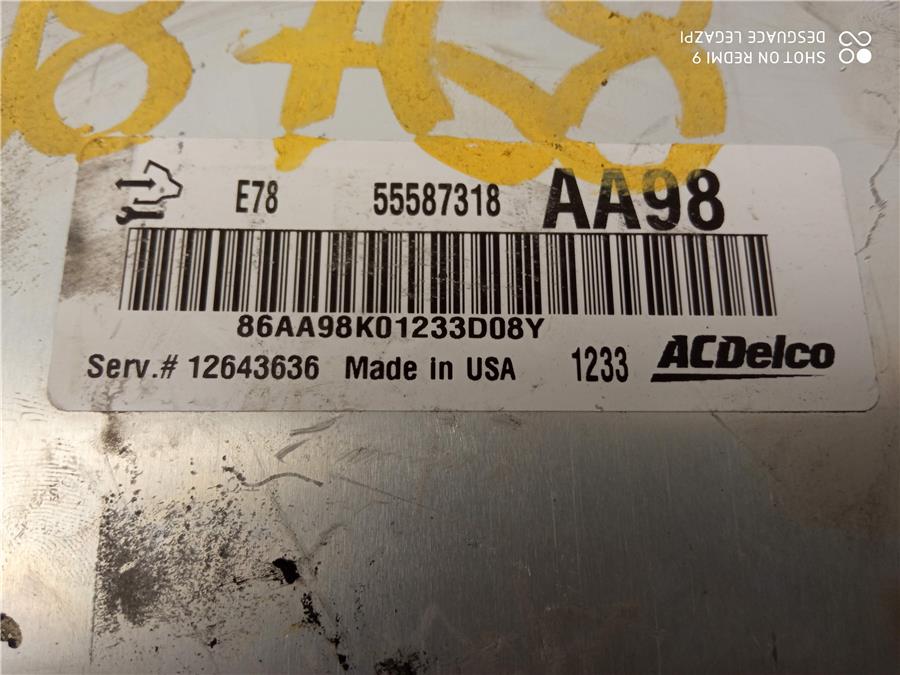 SHOT ON REDMI 9
DESGUACE LEGAZPI
E78 55587318 AA98
86AA98K01233D08Y
Serv.# 12643636 Made in USA 1233 ACDelco